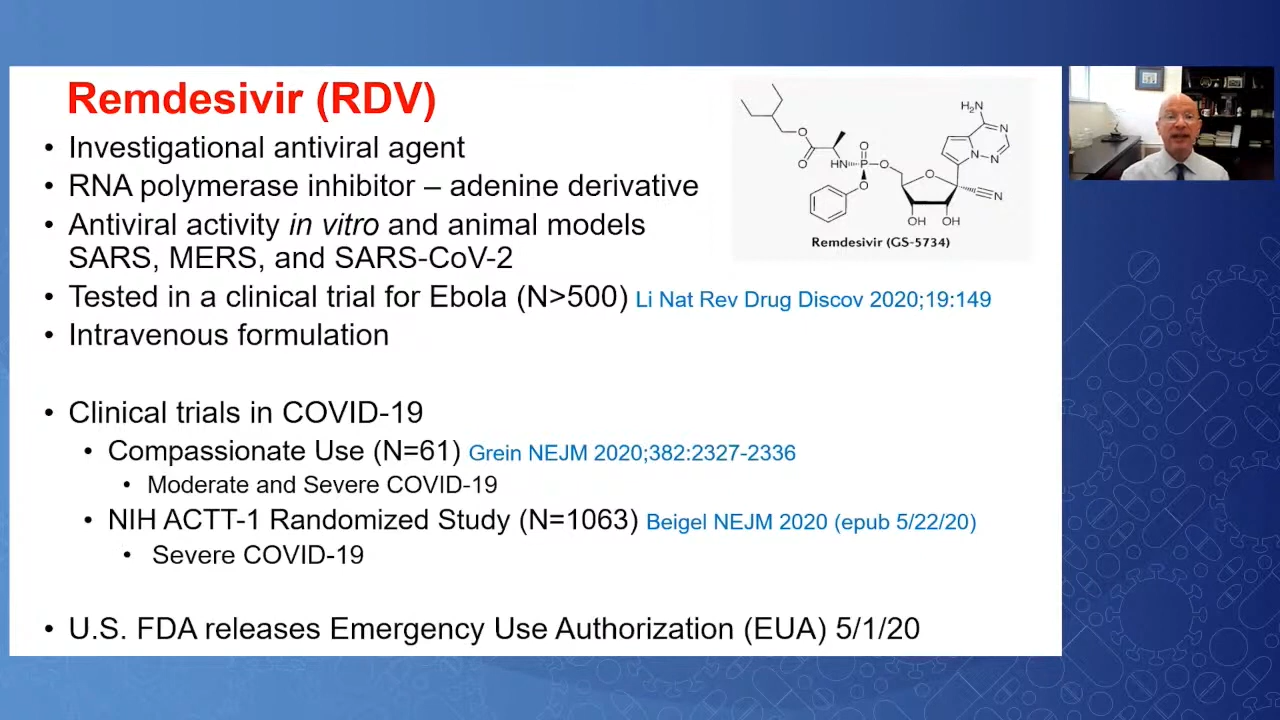 Remdesivir (RDV)
• Investigational antiviral agent
• RNA polymerase inhibitor – adenine derivative
• Antiviral activity in vitro and animal models
SARS, MERS, and SARS-CoV-2
• Tested in a clinical trial for Ebola (N>500) Li Nat Rev Drug Discov 2020;19:149
• Intravenous formulation
• Clinical trials in COVID-19
• Compassionate Use (N=61) Grein NEJM 2020;382:2327-2336
• Moderate and Severe COVID-19
• NIH ACTT-1 Randomized Study (N=1063) Beigel NEJM 2020 (epub 5/22/20)
• Severe COVID-19
• U.S. FDA releases Emergency Use Authorization (EUA) 5/1/20
H₂N
N
N
N
O
O
O
HN
P
O
O
O
N
OH
OH
Remdesivir (GS-5734)